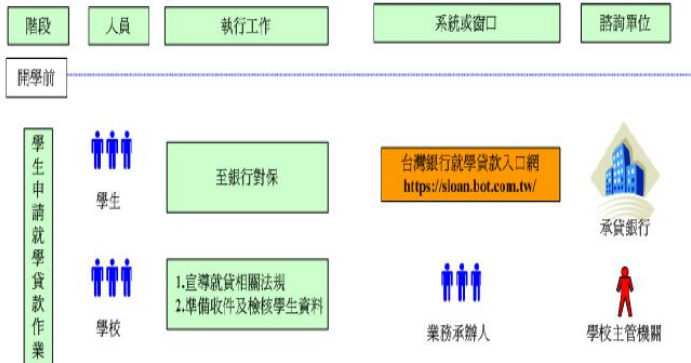 階段
人員
執行工作
系統或窗口
諮詢單位
開學前
學生申請就學貸款作業
學生
至銀行對保
台灣銀行就學貸款入口網
https://sloan.bot.com.tw/
承貸銀行
學校
1.宣導就貸相關法規
2.準備收件及檢核學生資料
業務承辦人
學校主管機關